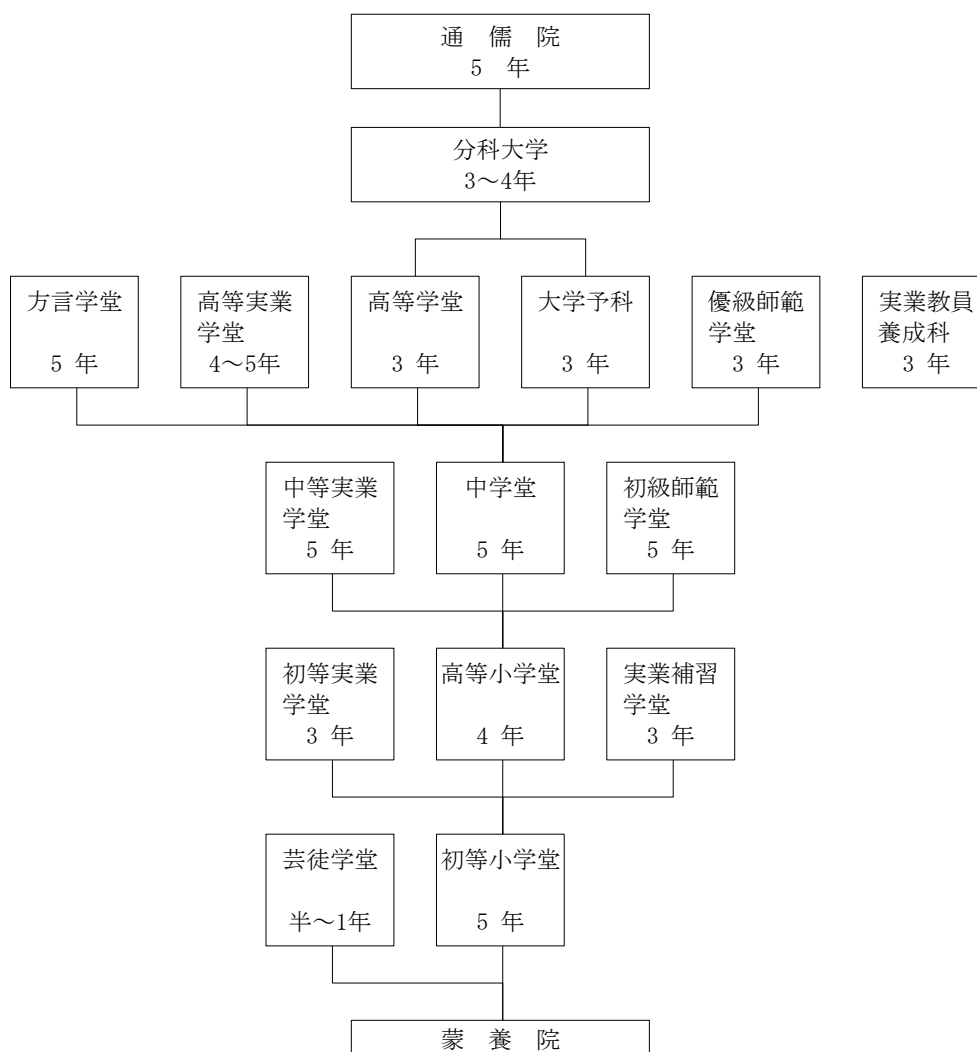 通 儒 院
5 年
分科大学
3～4年
方言学堂
5 年
高等実業
学堂
4～5年
高等学堂
3 年
大学予科
3 年
優級師範
学堂
3 年
実業教員
養成科
3 年
中等実業
学堂
5 年
中学堂
5 年
初級師範
学堂
5 年
初等実業
学堂
3 年
高等小学堂
4 年
実業補習
学堂
3 年
芸徒学堂
半～1年
初等小学堂
5 年
蒙 養 院